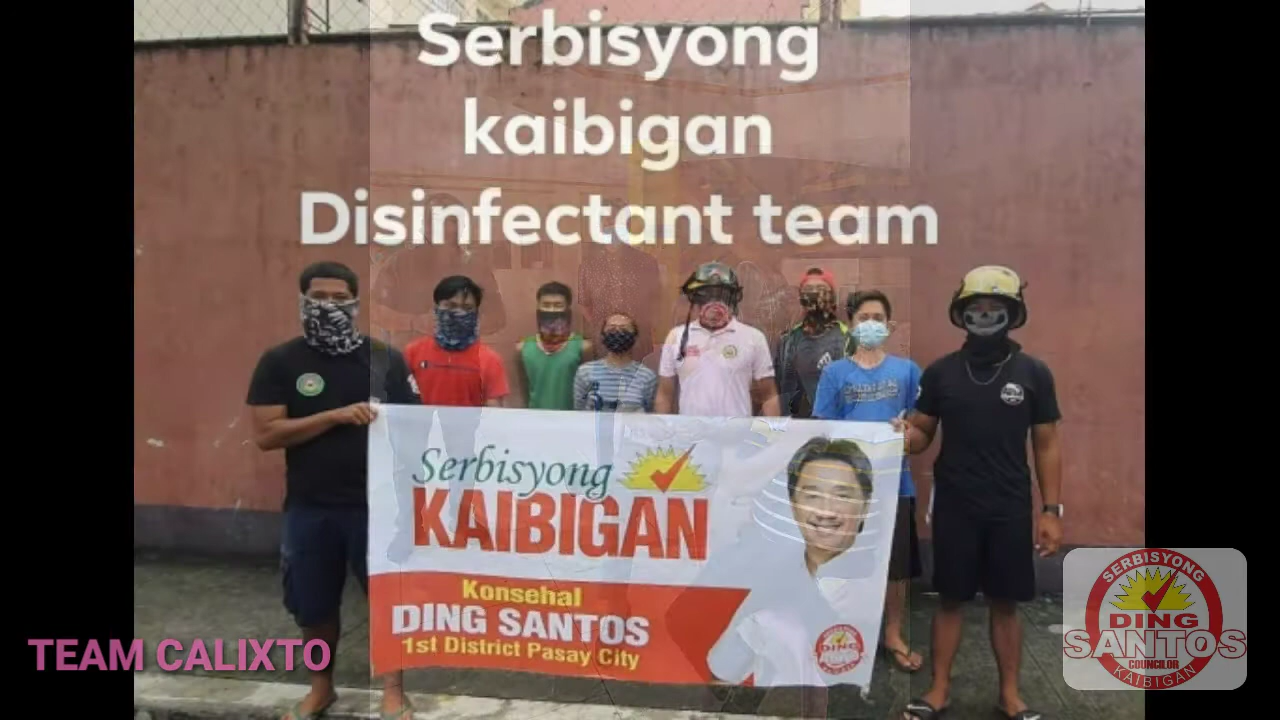 Serbisyong
kaibigan
Disinfectant team
Serbisyong
KAIBIGAN
Konsehal
DING SANTOS
1st District Pasay City
TEAM CALIXTO
SERBISYONG
DING
SANTOS
COUNCILOR
KAIBIGAN